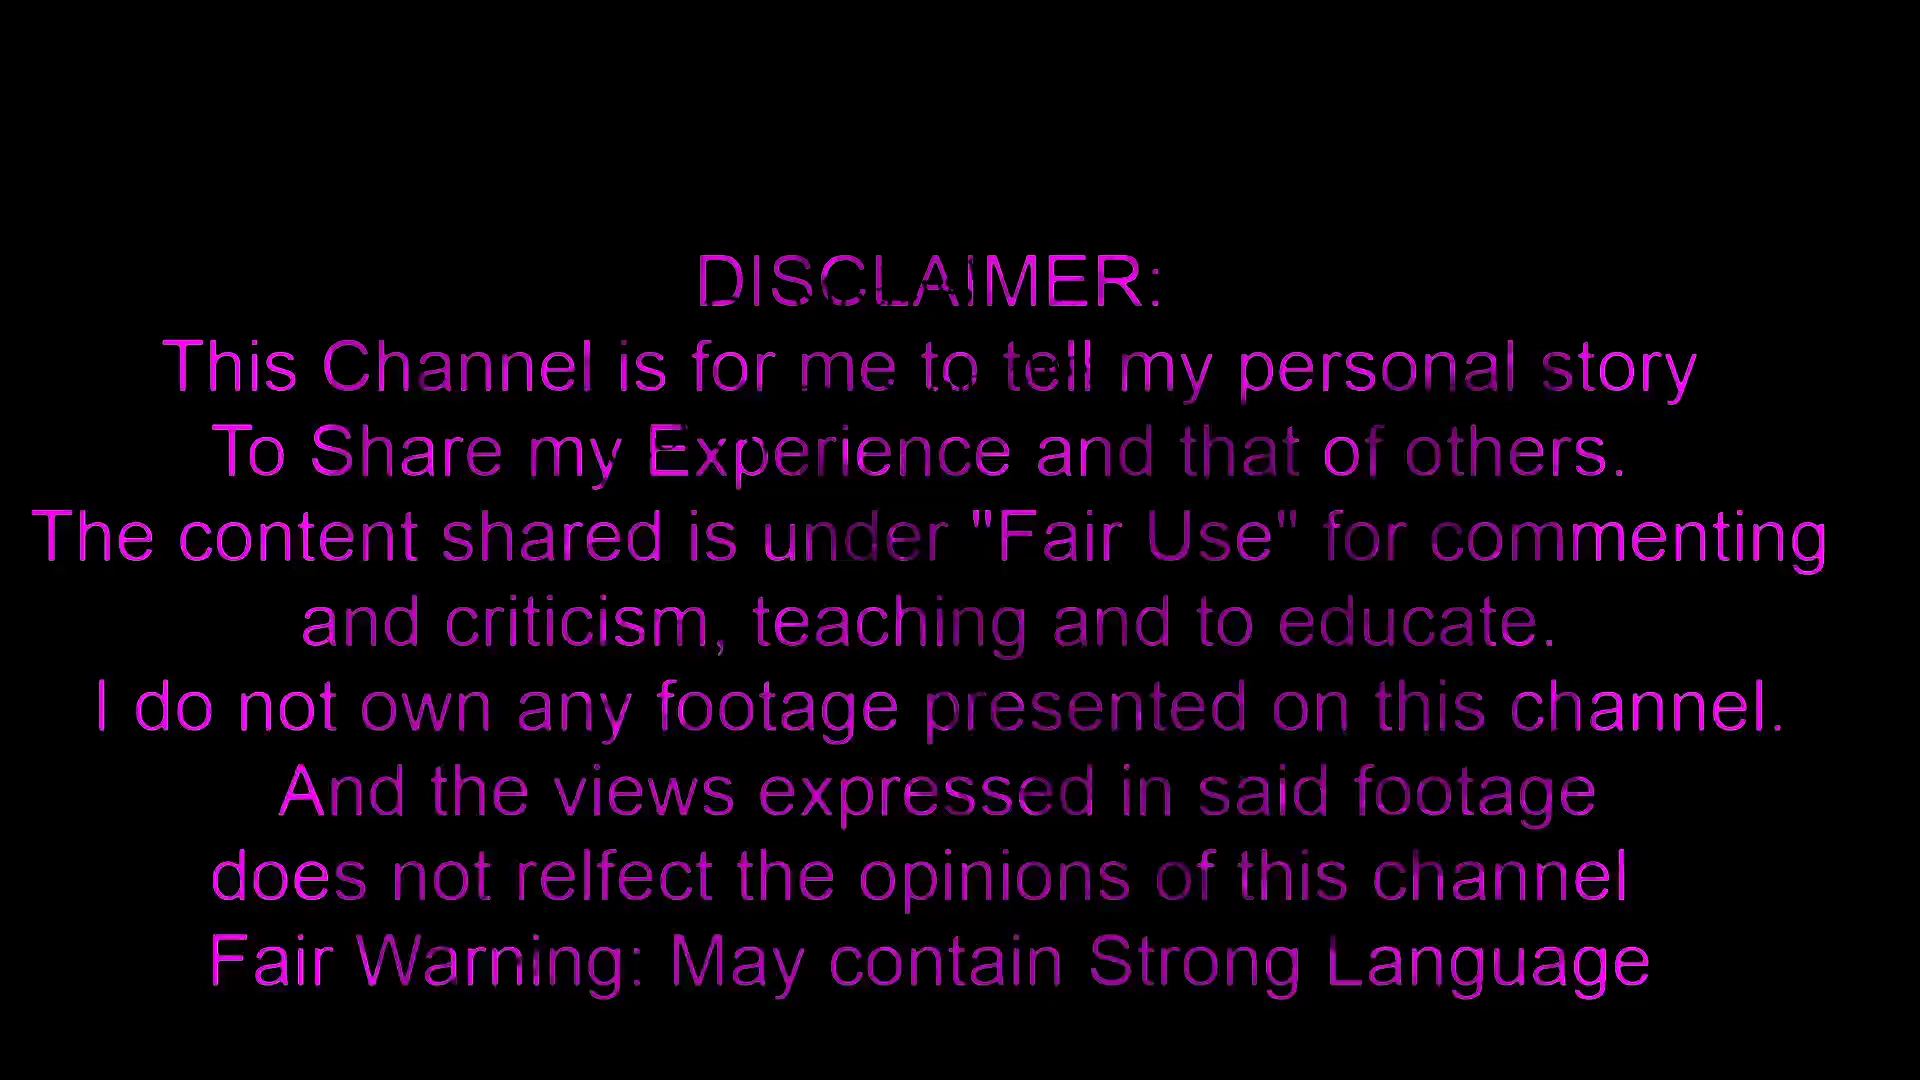 DISCLAIMER:
This Channel is for me to tell my personal story
To Share my Experience and that of others.
The content shared is under "Fair Use" for commenting
and criticism, teaching and to educate.
I do not own any footage presented on this channel.
And the views expressed in said footage
does not relfect the opinions of this channel
Fair Warning: May contain Strong Language